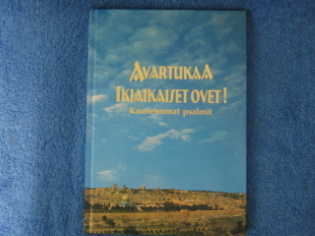 AVARTUKAA
IKIAIKAISET OVET!
Kauneimmat psalmit